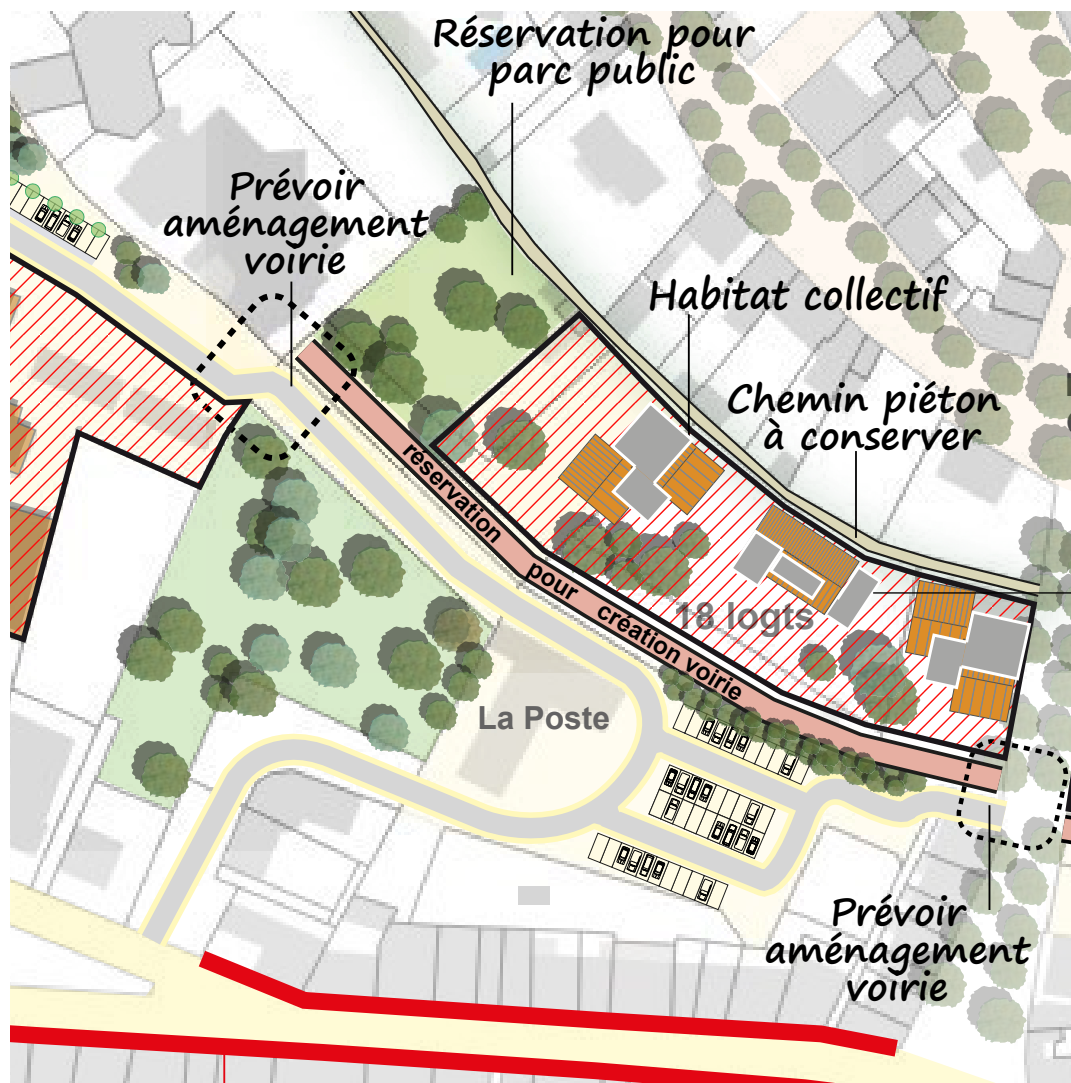 Réservation pour
parc public
Prévoir
aménagement
voirie
Habitat collectif
Chemin piéton
à conserver
réservation pour création voirie
18 logts
La Poste
Prévoir
aménagement
voirie